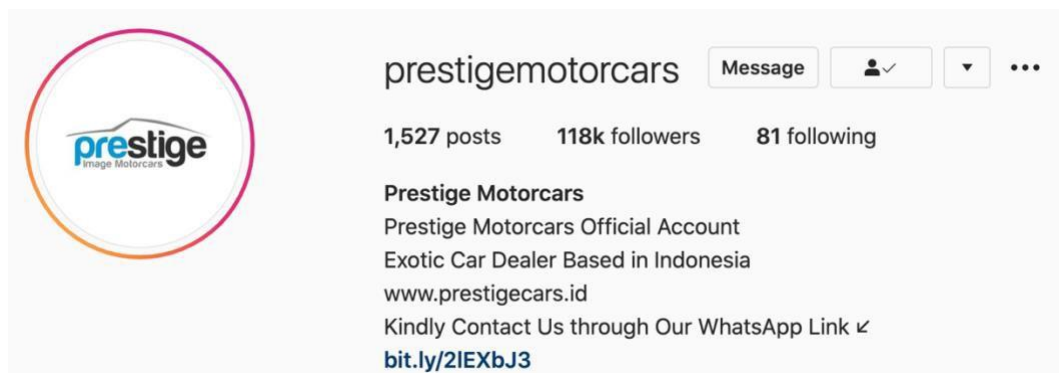 prestige
Image Motorcars
prestigemotorcars Message
1,527 posts 118k followers 81 following
Prestige Motorcars
Prestige Motorcars Official Account
Exotic Car Dealer Based in Indonesia
www.prestigecars.id
Kindly Contact Us through Our WhatsApp Link ↙
bit.ly/2lEXbJ3